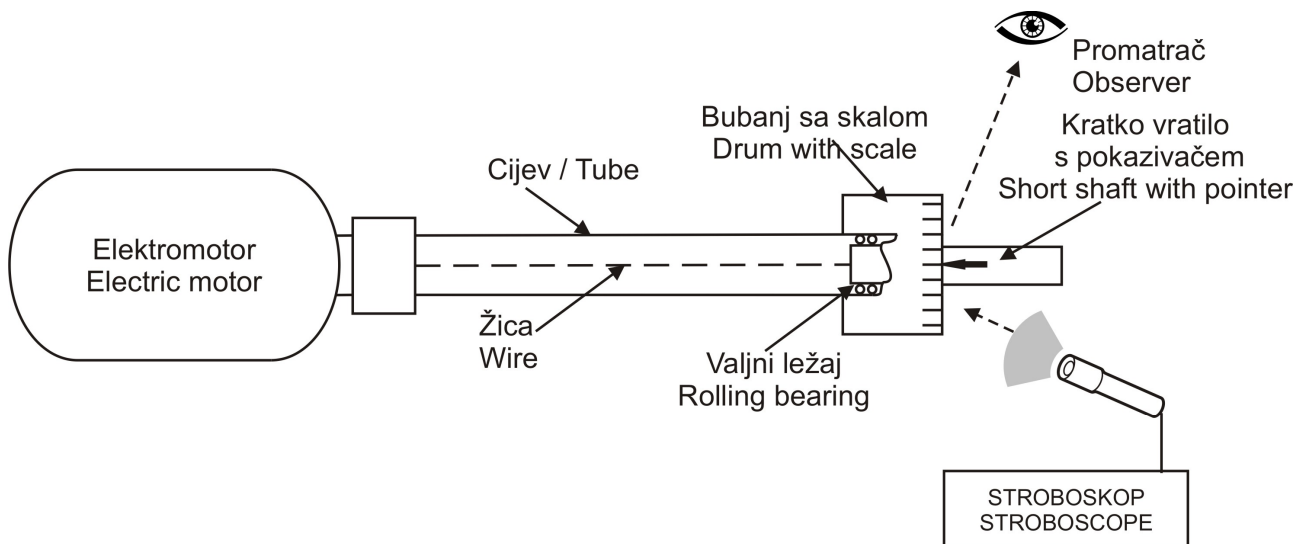 Promatrač
Observer
Bubanj sa skalom
Drum with scale
Kratko vratilo
s pokazivačem
Short shaft with pointer
Cijev / Tube
Elektromotor
Electric motor
Žica
Wire
Valjni ležaj
Rolling bearing
STROBOSKOP
STROBOSCOPE